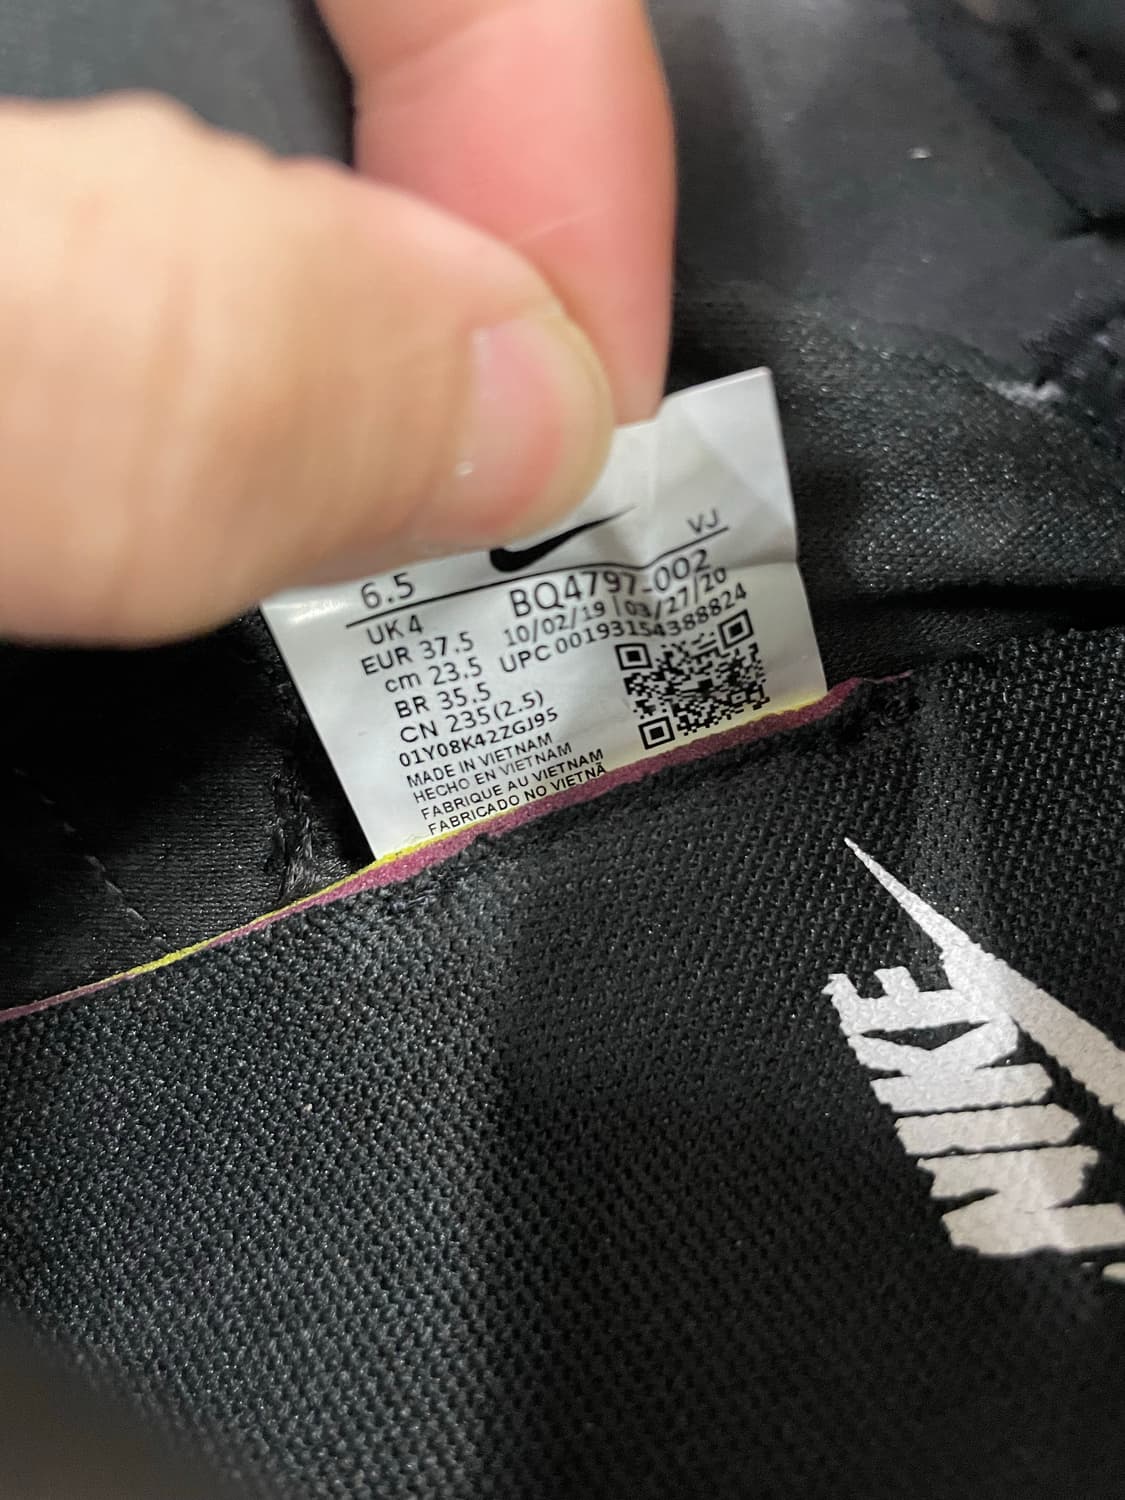 VJ
6.5
BQ4797-002
UK 4
10/02/19 | 03/27/20
EUR 37.5
UPC 00193154388824
cm 23.5
BR 35.5
CN 235(2.5)
01Y08K42ZGJ95
MADE IN VIETNAM
HECHO EN VIETNAM
FABRIQUE AU VIETNAM
FABRICADO NO VIETNÃ
NIKE